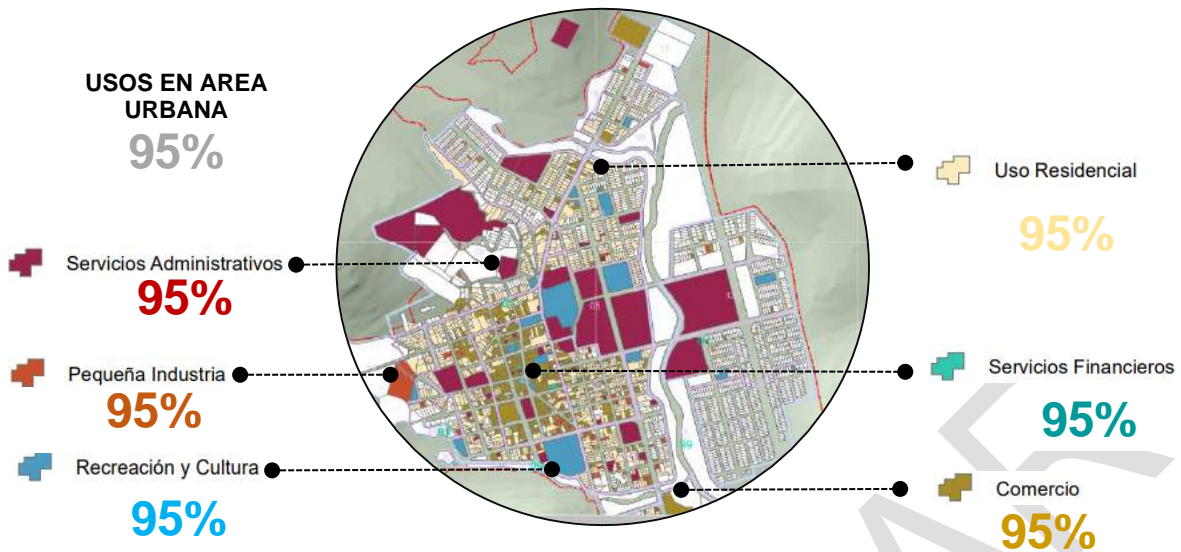 USOS EN AREA
URBANA
95%
Servicios Administrativos
95%
Pequeña Industria
95%
Recreación y Cultura
95%
Uso Residencial
95%
Servicios Financieros
95%
Comercio
95%